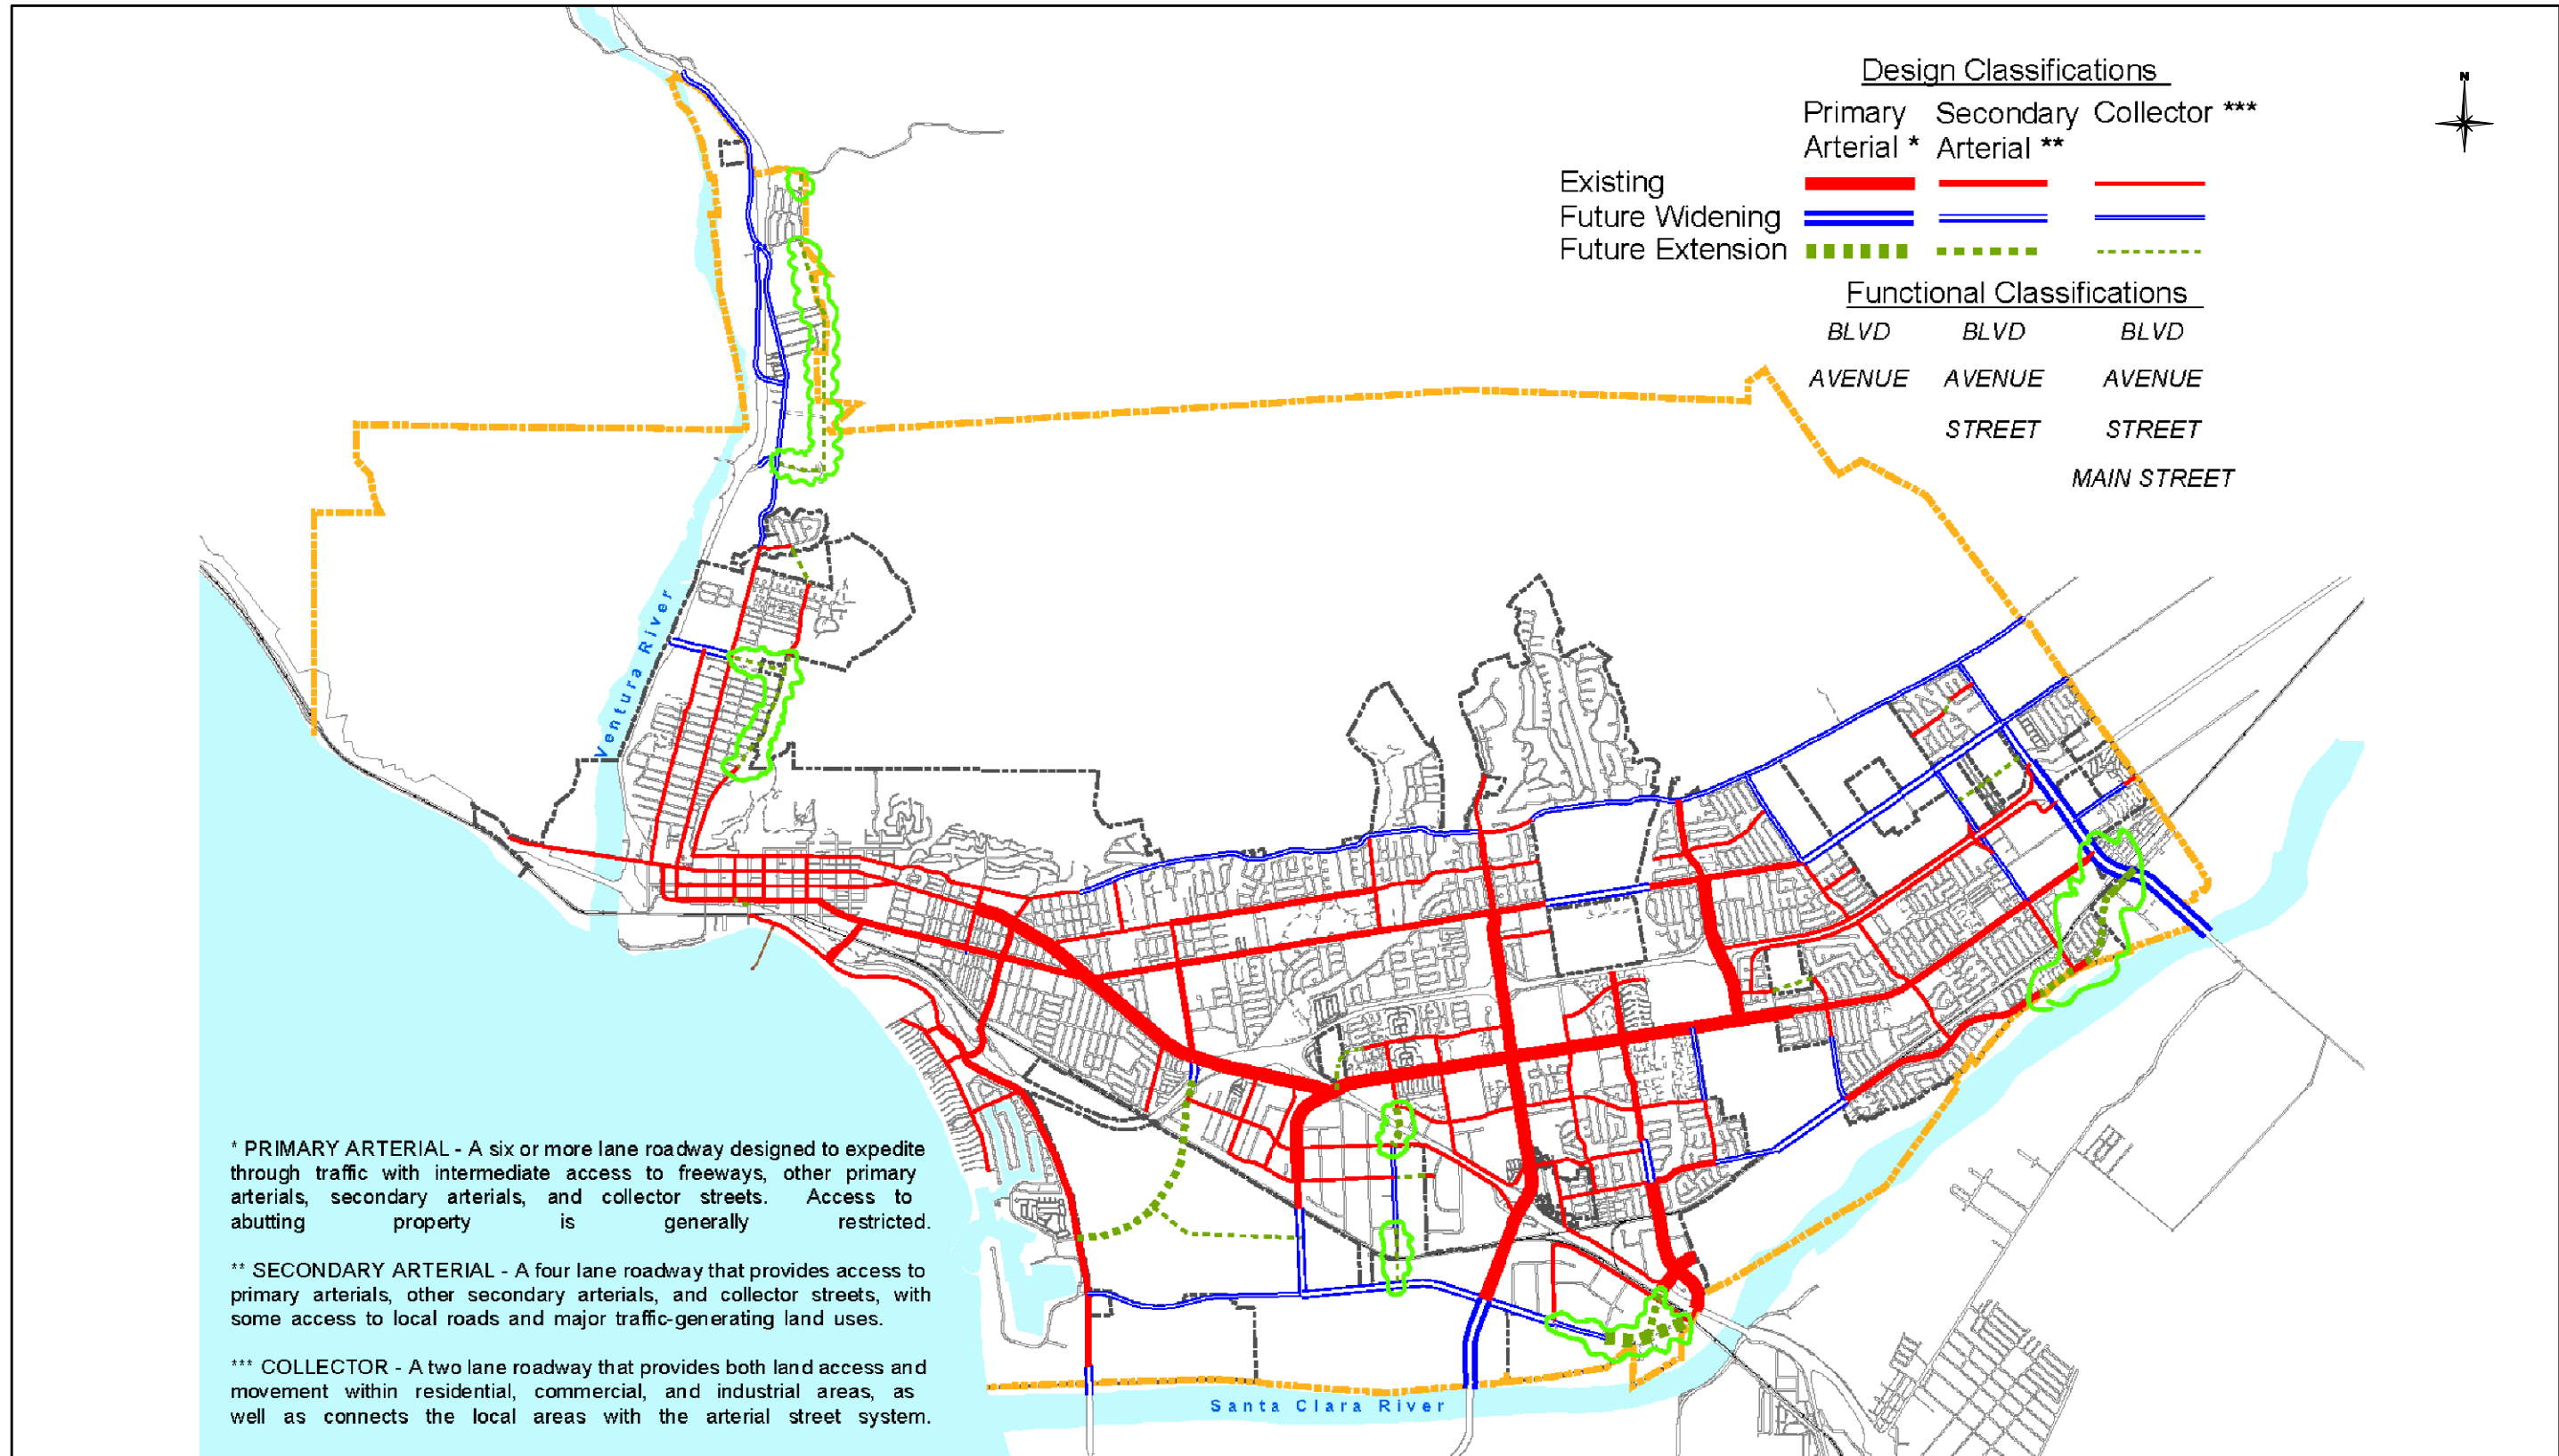 Design Classifications
Primary Arterial * Secondary Arterial ** Collector ***
Existing
Future Widening
Future Extension
Functional Classifications
BLVD BLVD BLVD
AVENUE AVENUE AVENUE
STREET STREET
MAIN STREET
N
Ventura River
Santa Clara River
* PRIMARY ARTERIAL - A six or more lane roadway designed to expedite
through traffic with intermediate access to freeways, other primary
arterials, secondary arterials, and collector streets. Access to
abutting property is generally restricted.
** SECONDARY ARTERIAL - A four lane roadway that provides access to
primary arterials, other secondary arterials, and collector streets, with
some access to local roads and major traffic-generating land uses.
*** COLLECTOR - A two lane roadway that provides both land access and
movement within residential, commercial, and industrial areas, as
well as connects the local areas with the arterial street system.